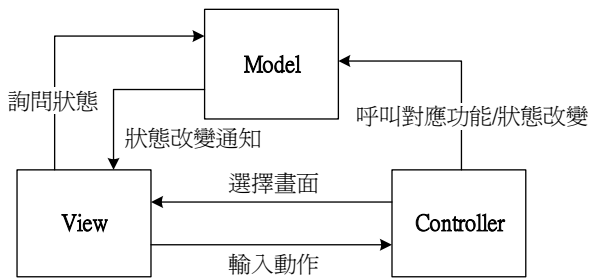 Model
詢問狀態
狀態改變通知
呼叫對應功能/狀態改變
選擇畫面
View
Controller
輸入動作